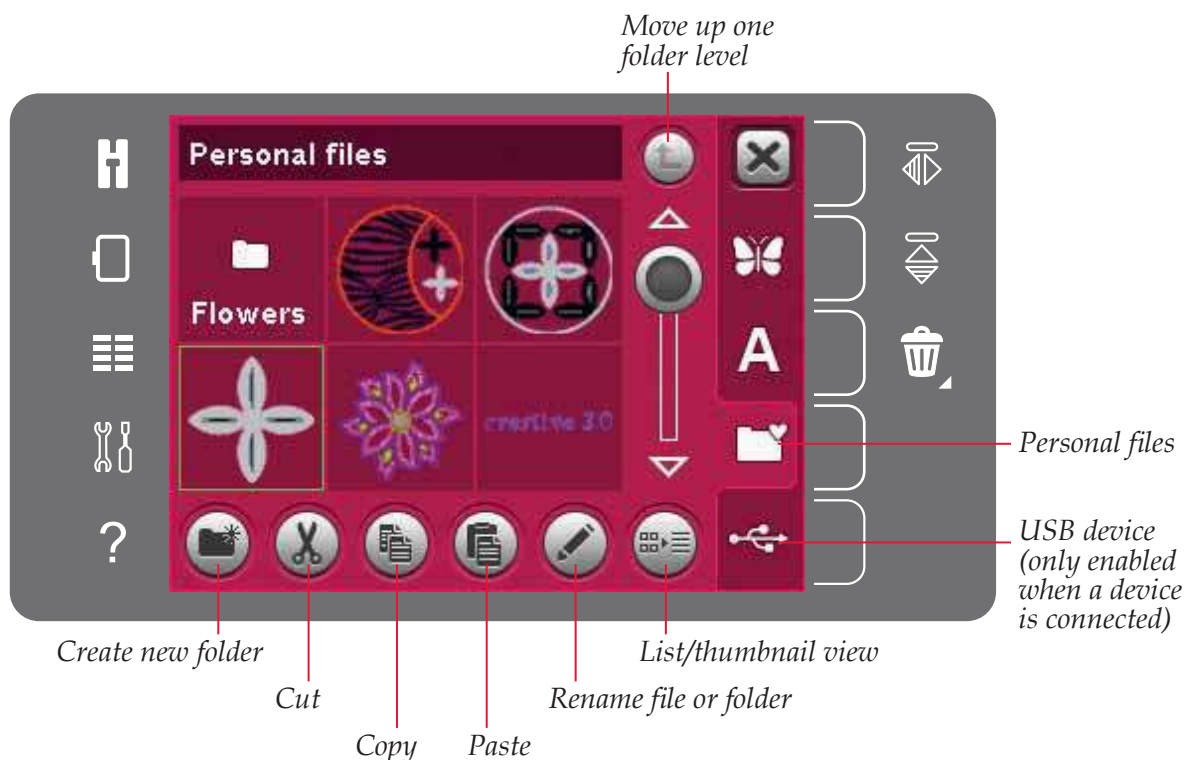 Move up one
folder level
Personal files
Flowers
A
creative 3.0
?
Personal files
USB device
(only enabled
when a device
is connected)
Create new folder
List/thumbnail view
Cut
Rename file or folder
Copy
Paste